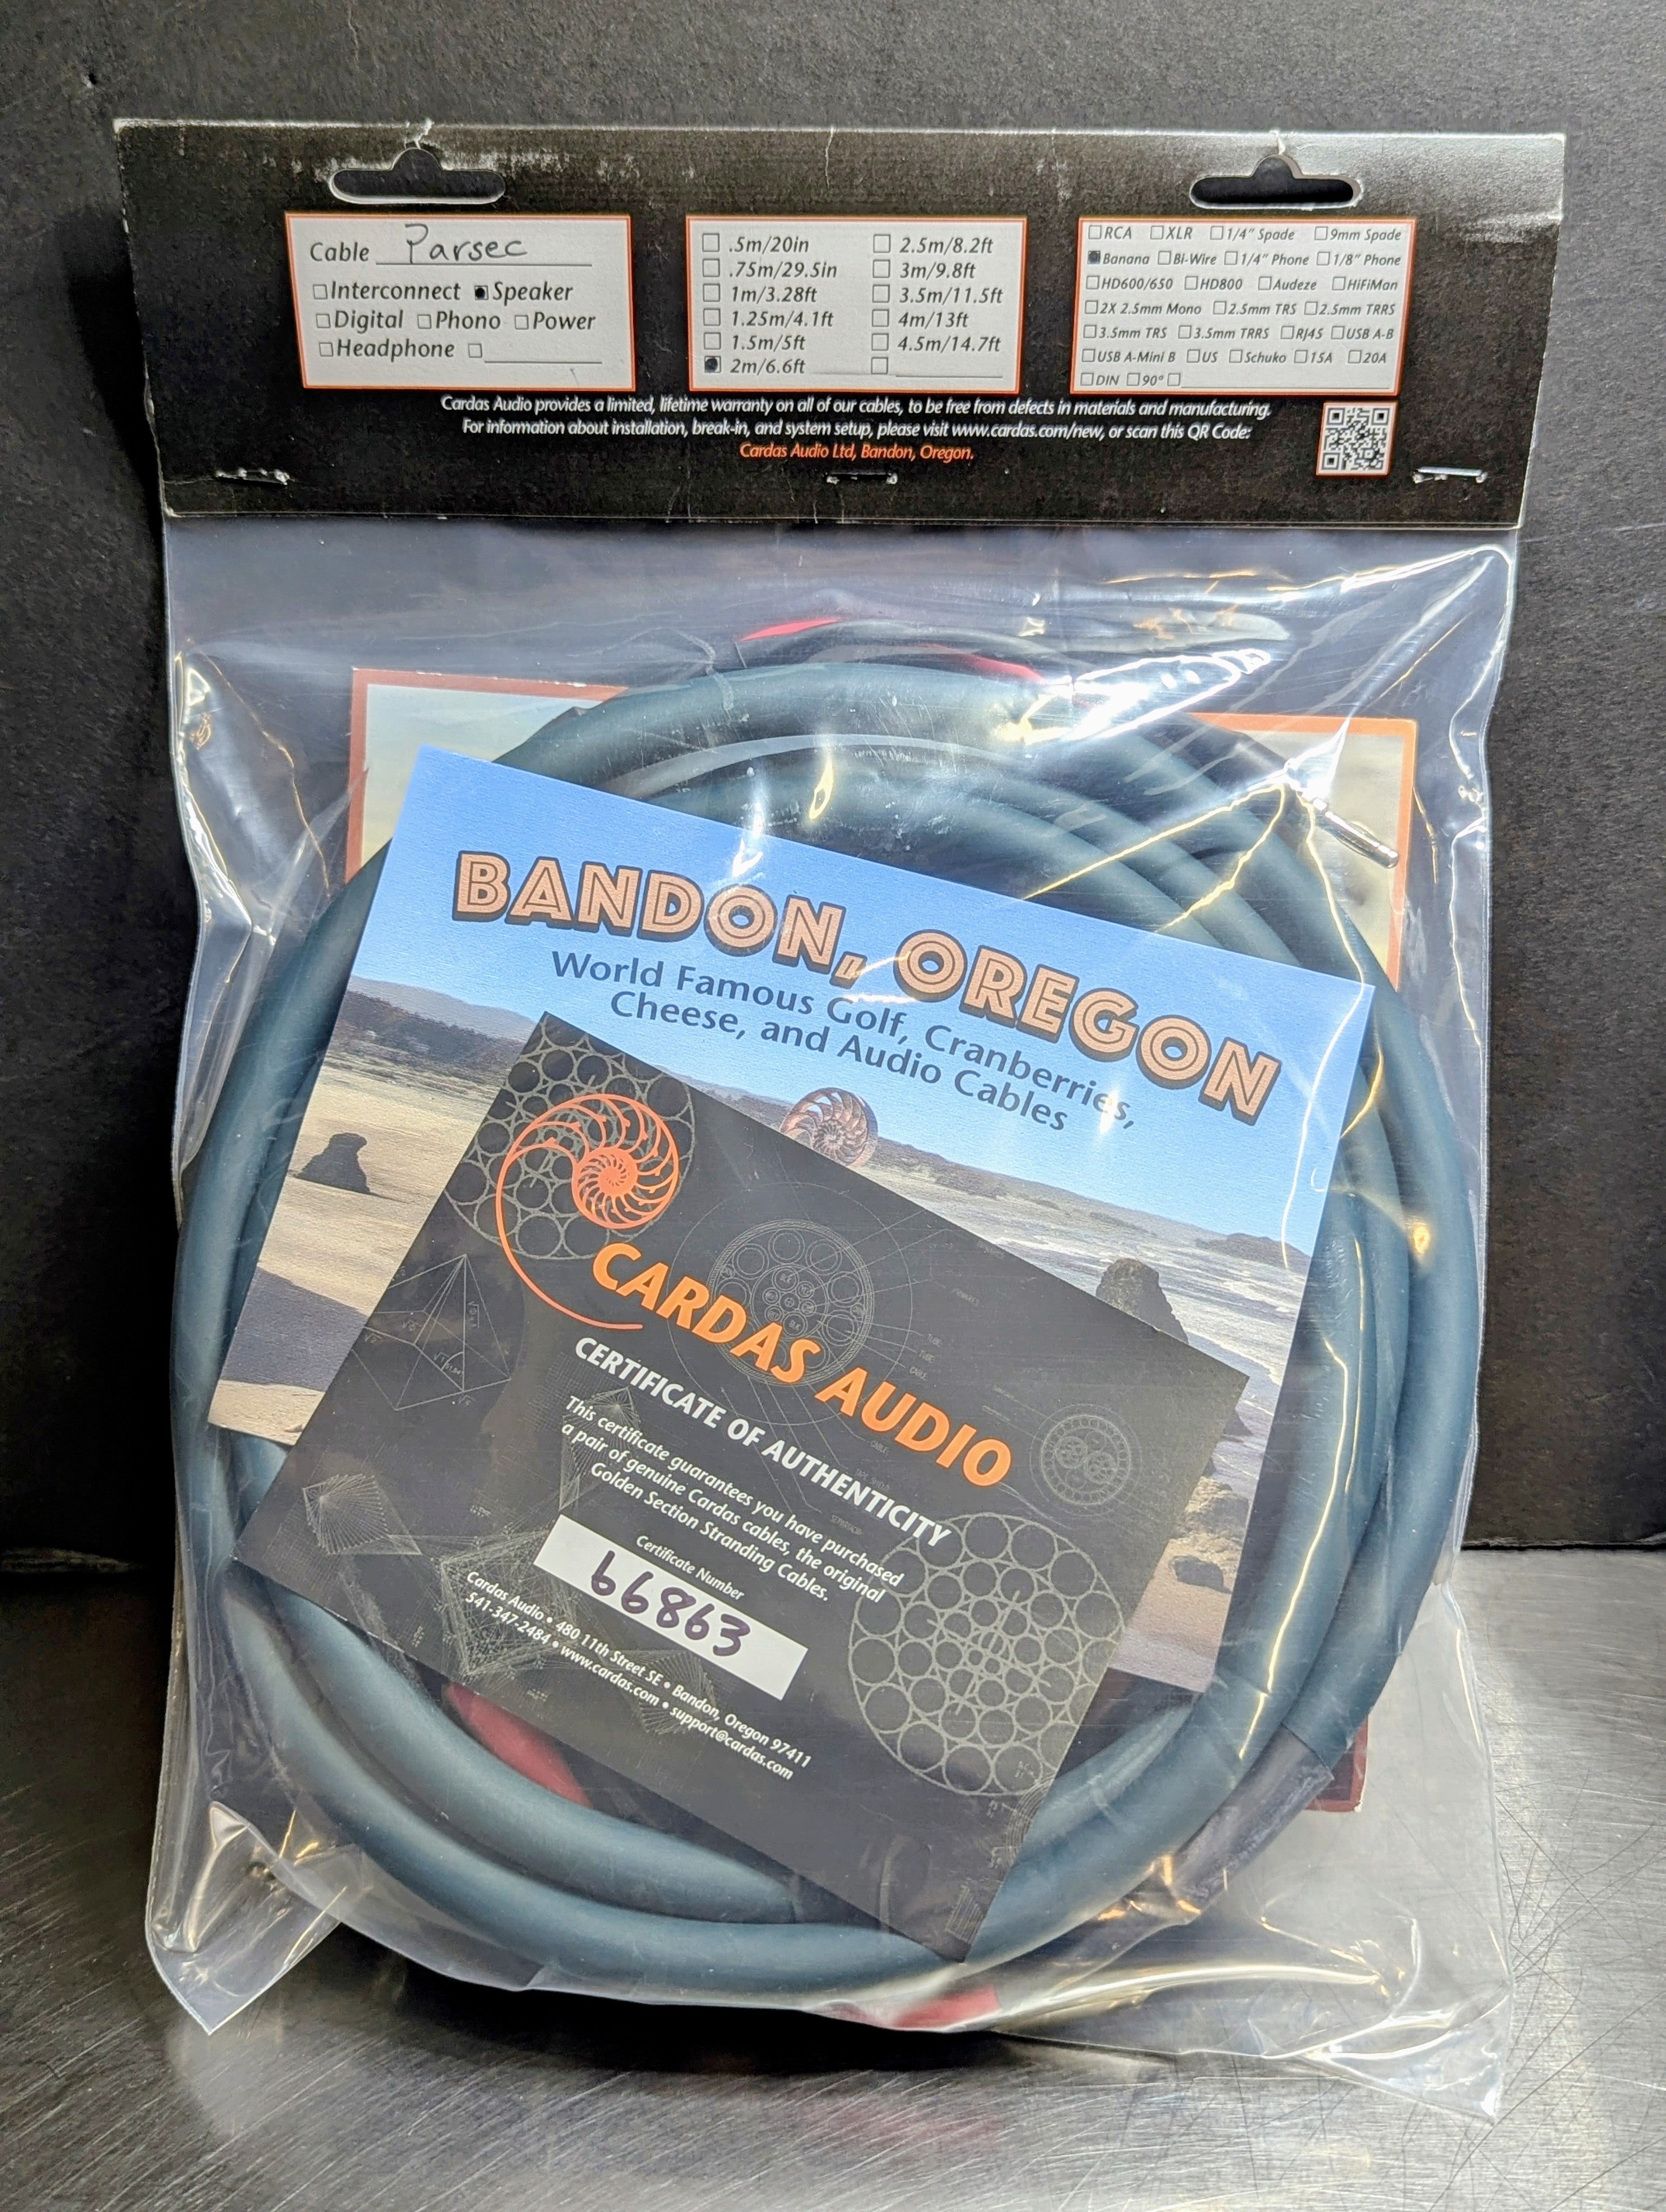 Cable Parsec
Interconnect Speaker
Digital Phono Power
Headphone
.5m/20in
.75m/29.5in
1m/3.28ft
1.25m/4.1ft
1.5m/5ft
2m/6.6ft
2.5m/8.2ft
3m/9.8ft
3.5m/11.5ft
4m/13ft
4.5m/14.7ft
RCA XLR 1/4" Spade 9mm Spade
Banana Bi-Wire 1/4" Phone 1/8" Phone
HD600/650 HD800 Audeze HiFiMan
2X 2.5mm Mono 2.5mm TRS 2.5mm TRRS
3.5mm TRS 3.5mm TRRS RJ45 USB A-B
USB A-Mini B US Schuko 15A 20A
DIN 90°
Cardas Audio provides a limited, lifetime warranty on all of our cables, to be free from defects in materials and manufacturing.
For information about installation, break-in, and system setup, please visit www.cardas.com/new, or scan this QR Code:
Cardas Audio Ltd, Bandon, Oregon.
BANDON, OREGON
World Famous Golf, Cranberries,
Cheese, and Audio Cables
CARDAS AUDIO
CERTIFICATE OF AUTHENTICITY
This certificate guarantees you have purchased
a pair of genuine Cardas cables, the original
Golden Section Stranding Cables.
Certificate Number
66863
Cardas Audio • 480 11th Street SE • Bandon, Oregon 97411
541-347-2484 • www.cardas.com • support@cardas.com